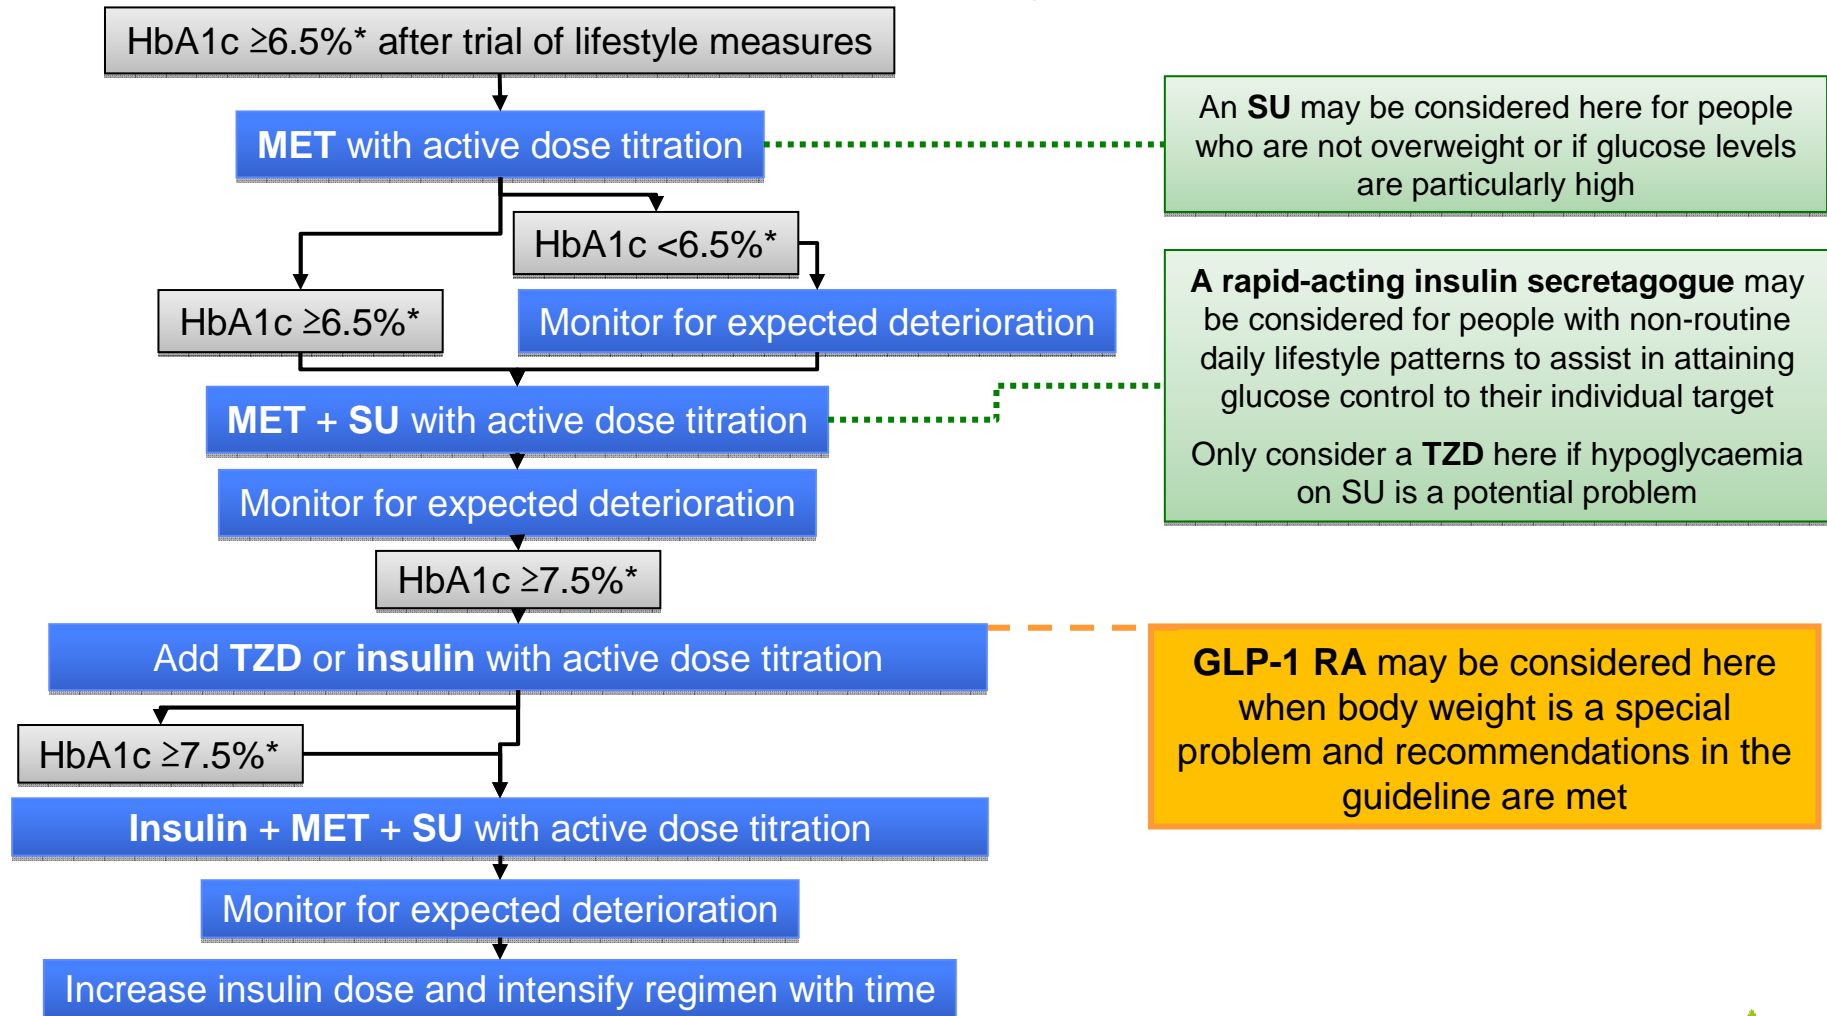 HbA1c ≥6.5%* after trial of lifestyle measures
MET with active dose titration
An SU may be considered here for people
who are not overweight or if glucose levels
are particularly high
HbA1c <6.5%*
HbA1c ≥6.5%*
Monitor for expected deterioration
A rapid-acting insulin secretagogue may
be considered for people with non-routine
daily lifestyle patterns to assist in attaining
glucose control to their individual target
Only consider a TZD here if hypoglycaemia
on SU is a potential problem
MET + SU with active dose titration
Monitor for expected deterioration
HbA1c ≥7.5%*
Add TZD or insulin with active dose titration
GLP-1 RA may be considered here
when body weight is a special
problem and recommendations in the
guideline are met
HbA1c ≥7.5%*
Insulin + MET + SU with active dose titration
Monitor for expected deterioration
Increase insulin dose and intensify regimen with time